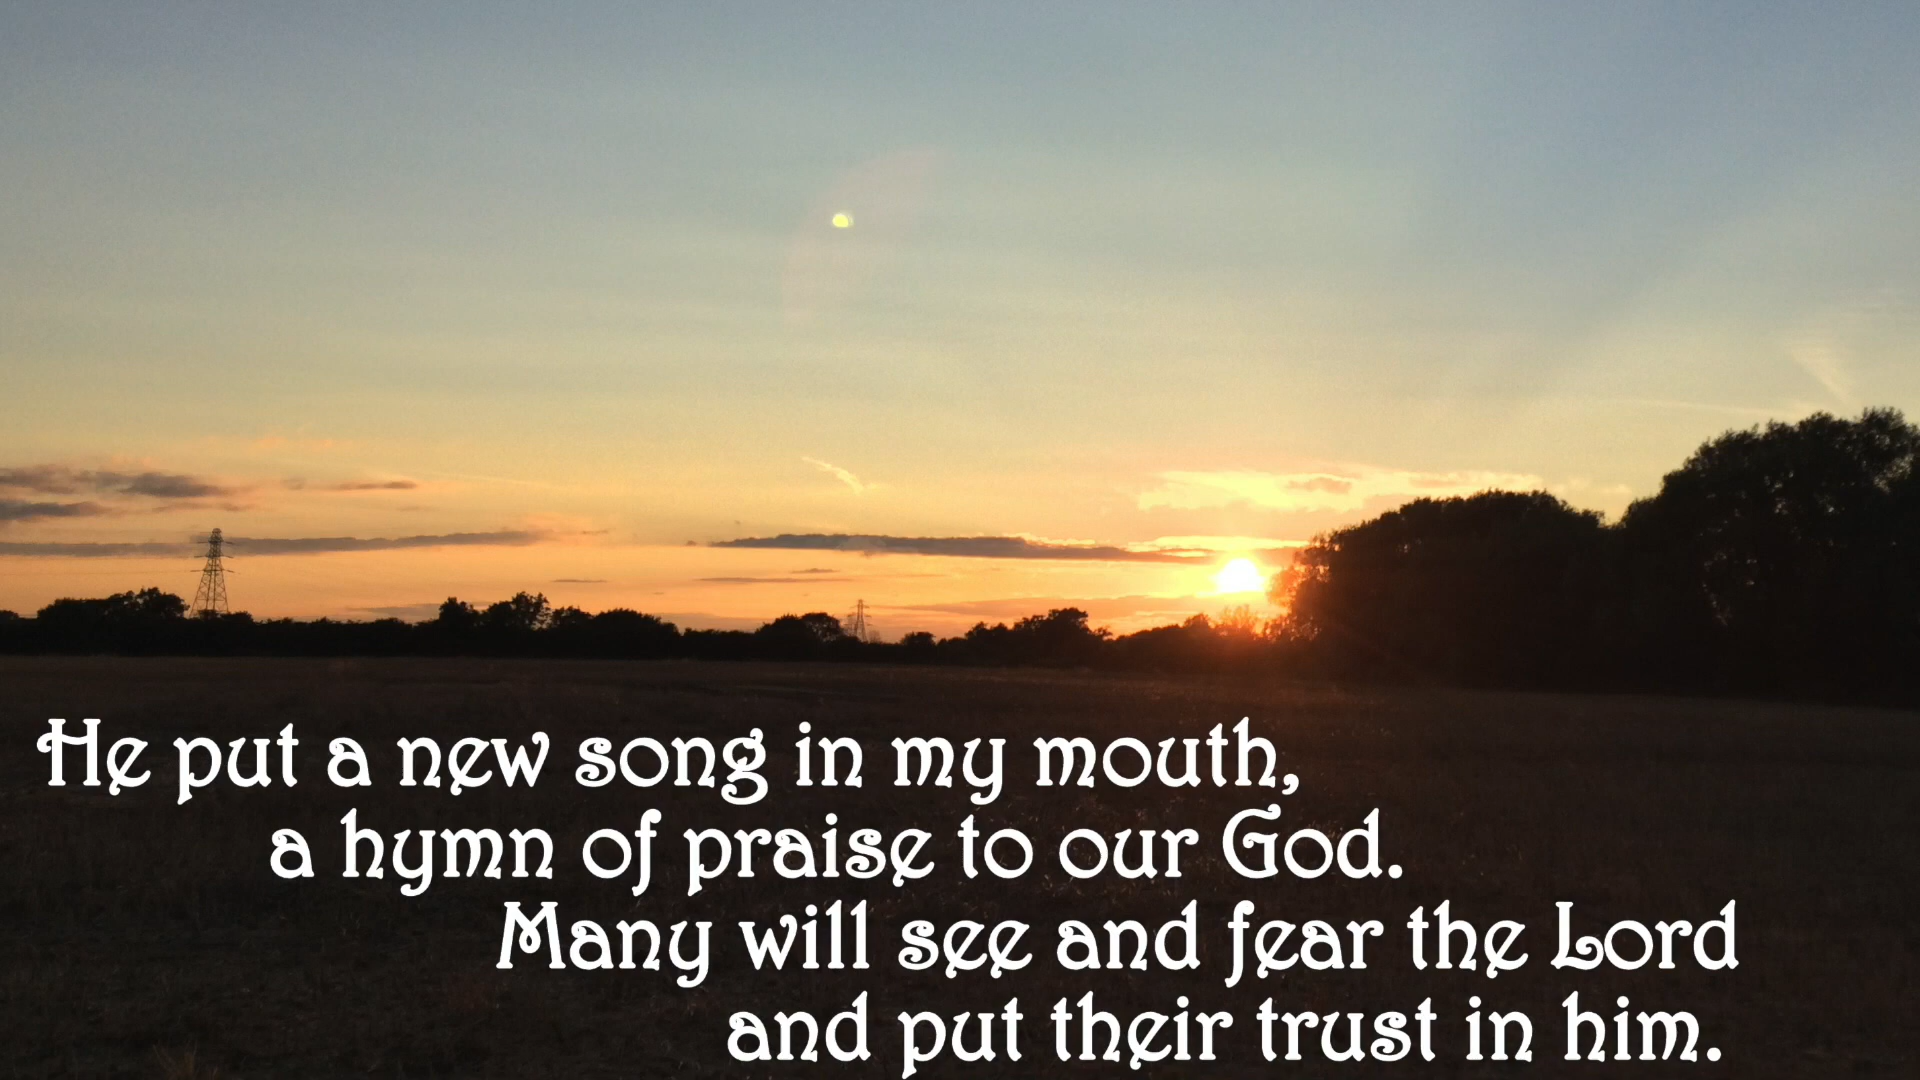 He put a new song in my mouth,
a hymn of praise to our God.
Many will see and fear the Lord
and put their trust in him.